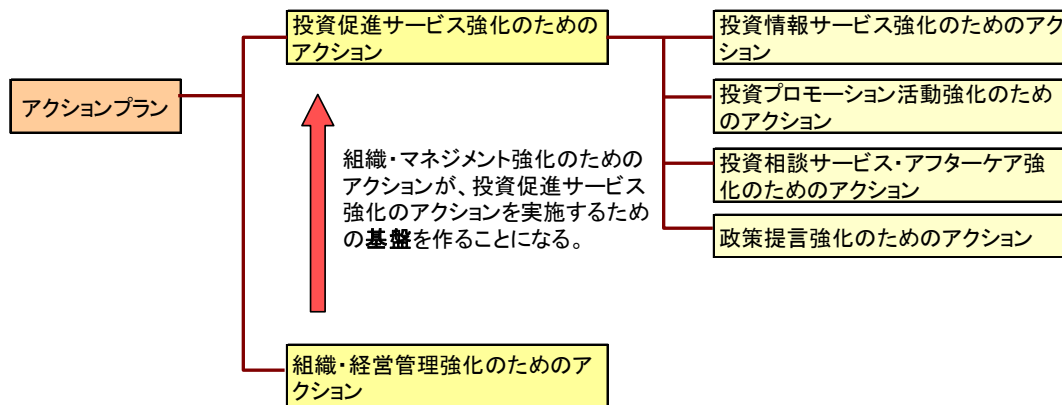 アクションプラン
投資促進サービス強化のための
アクション
組織・マネジメント強化のための
アクションが、投資促進サービス
強化のアクションを実施するため
の基盤を作ることになる。
組織・経営管理強化のためのア
クション
投資情報サービス強化のためのアク
ション
投資プロモーション活動強化のため
のアクション
投資相談サービス・アフターケア強
化のためのアクション
政策提言強化のためのアクション